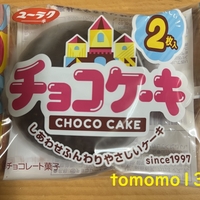 ユーラク
2枚入
チョコケーキ
CHOCO CAKE
しあわせふんわりやさしいケーキ
チョコレート菓子
since1997
tomomo13